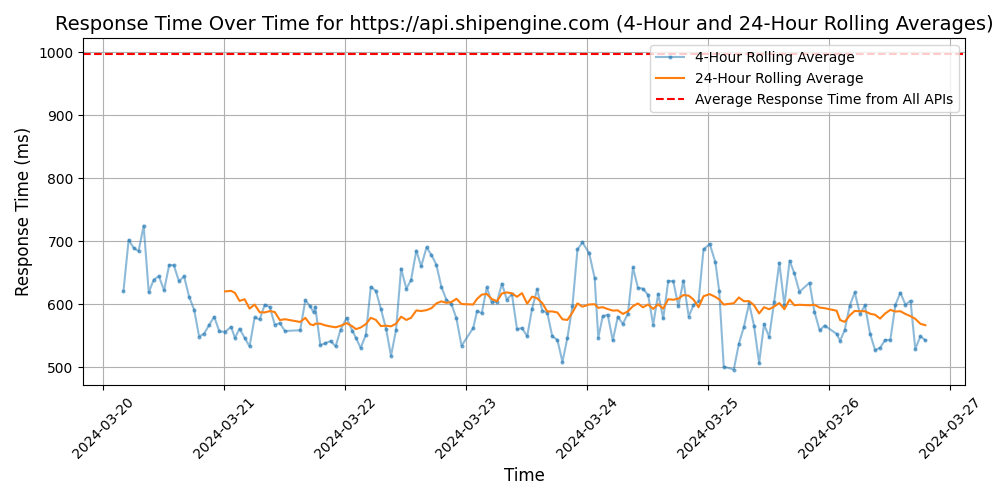 Response Time Over Time for https://api.shipengine.com (4-Hour and 24-Hour Rolling Averages)
1000
900
800
700
600
500
Response Time (ms)
4-Hour Rolling Average
24-Hour Rolling Average
Average Response Time from All APIs
2024-03-20
2024-03-21
2024-03-22
2024-03-23
2024-03-24
2024-03-25
2024-03-26
2024-03-27
Time